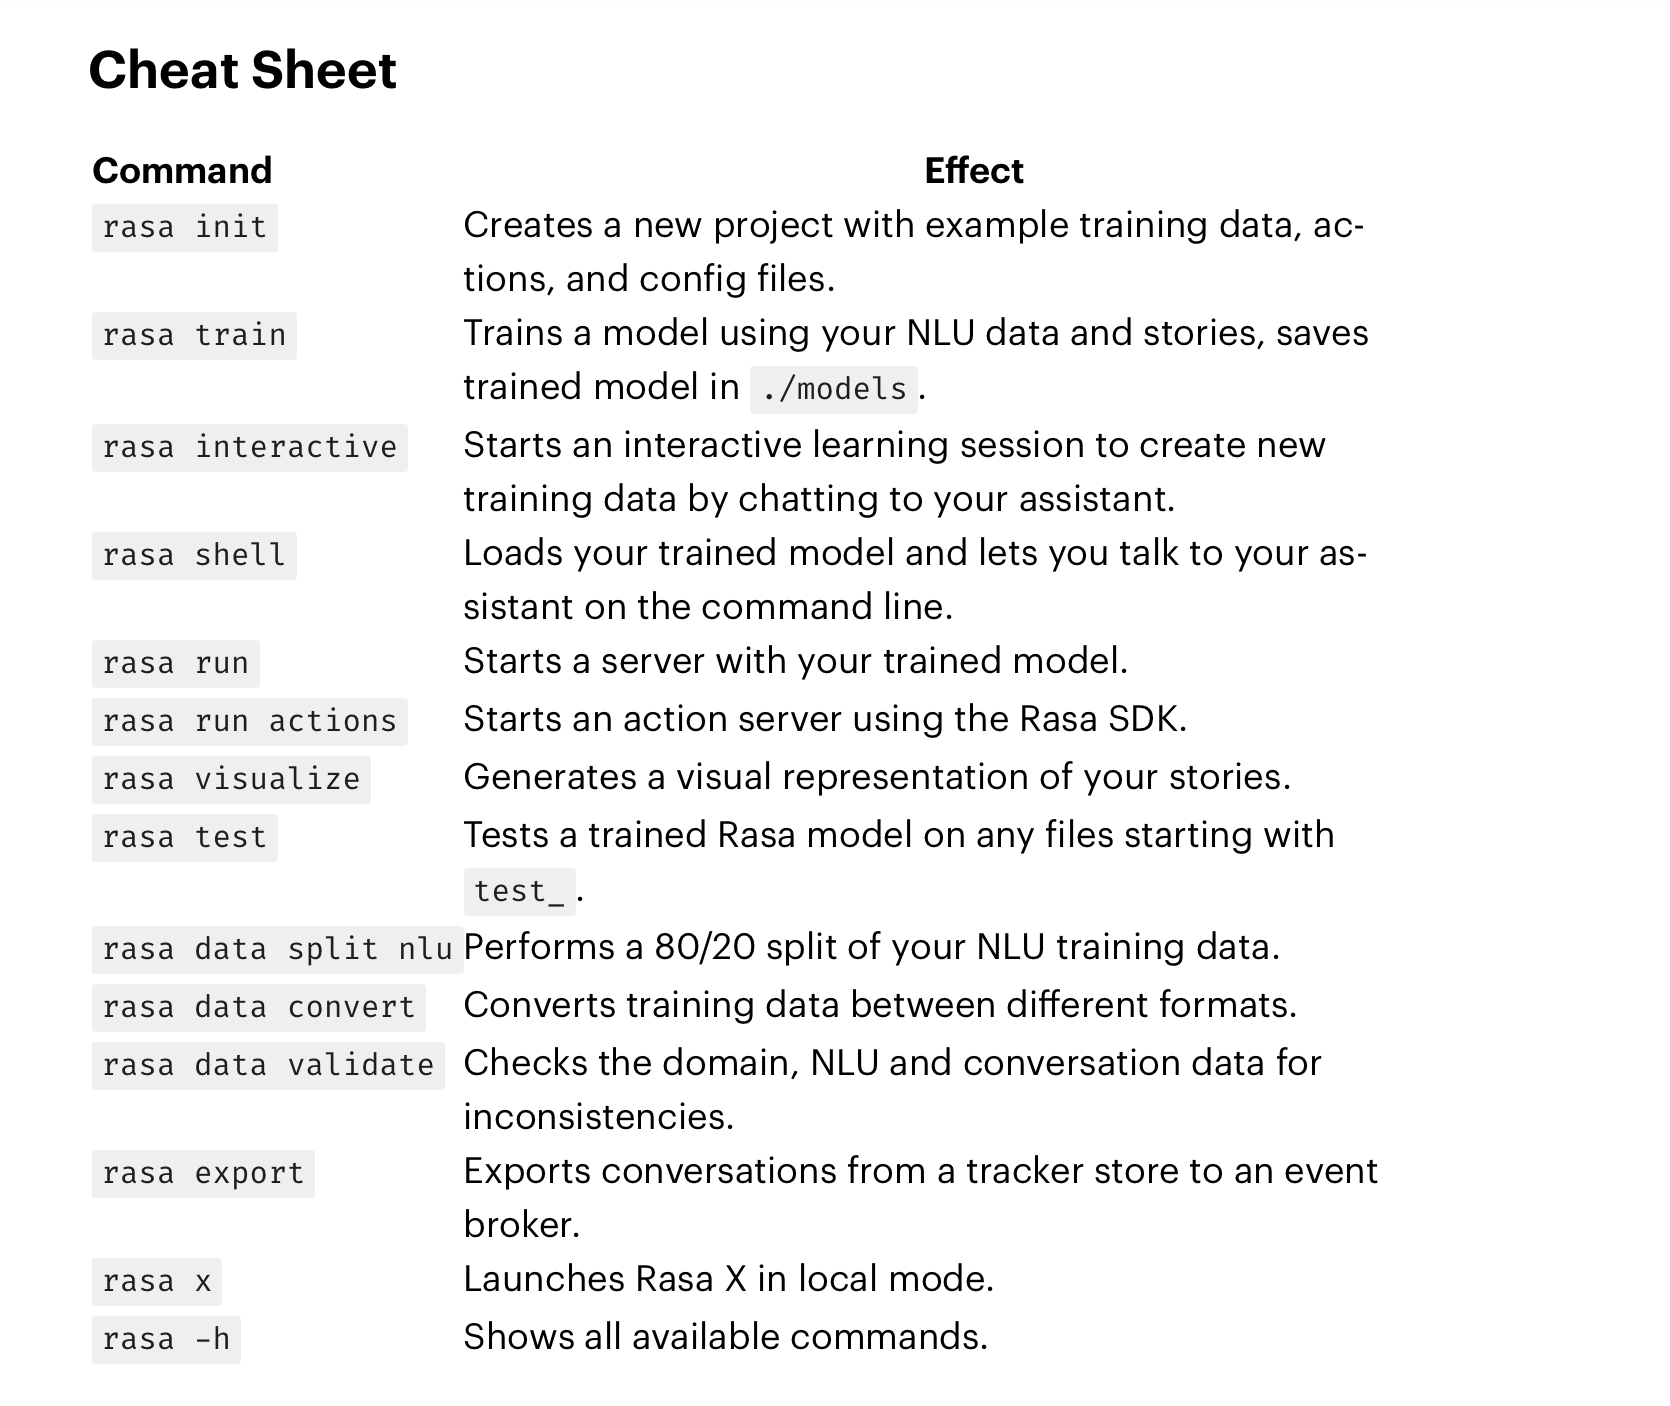 Cheat Sheet
Command Effect
rasa init Creates a new project with example training data, ac-
tions, and config files.
rasa train Trains a model using your NLU data and stories, saves
trained model in ./models.
rasa interactive Starts an interactive learning session to create new
training data by chatting to your assistant.
rasa shell Loads your trained model and lets you talk to your as-
sistant on the command line.
rasa run Starts a server with your trained model.
rasa run actions Starts an action server using the Rasa SDK.
rasa visualize Generates a visual representation of your stories.
rasa test Tests a trained Rasa model on any files starting with
test_.
rasa data split nlu Performs a 80/20 split of your NLU training data.
rasa data convert Converts training data between different formats.
rasa data validate Checks the domain, NLU and conversation data for
inconsistencies.
rasa export Exports conversations from a tracker store to an event
broker.
rasa x Launches Rasa X in local mode.
rasa -h Shows all available commands.